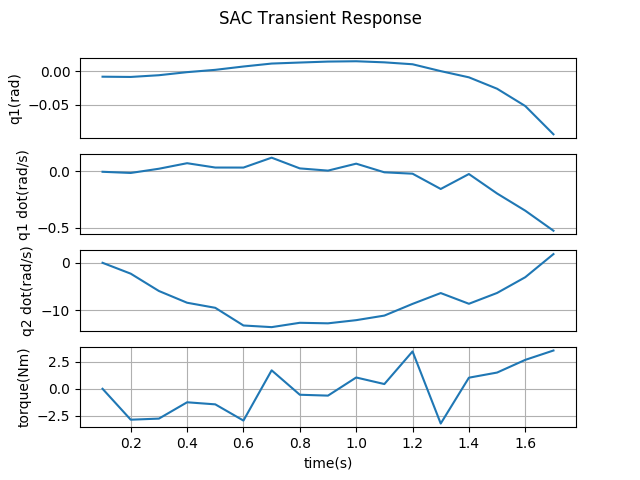 SAC Transient Response
q1(rad)
0.00
−0.05
q1 dot(rad/s)
0.0
−0.5
q2 dot(rad/s)
0
−10
torque(Nm)
2.5
0.0
−2.5
0.2 0.4 0.6 0.8 1.0 1.2 1.4 1.6
time(s)